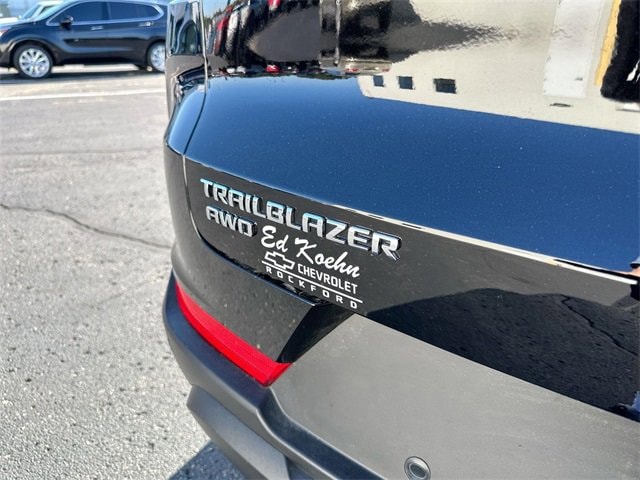 TRAILBLAZER
AWD
Ed Koehn
CHEVROLET
ROCKFORD